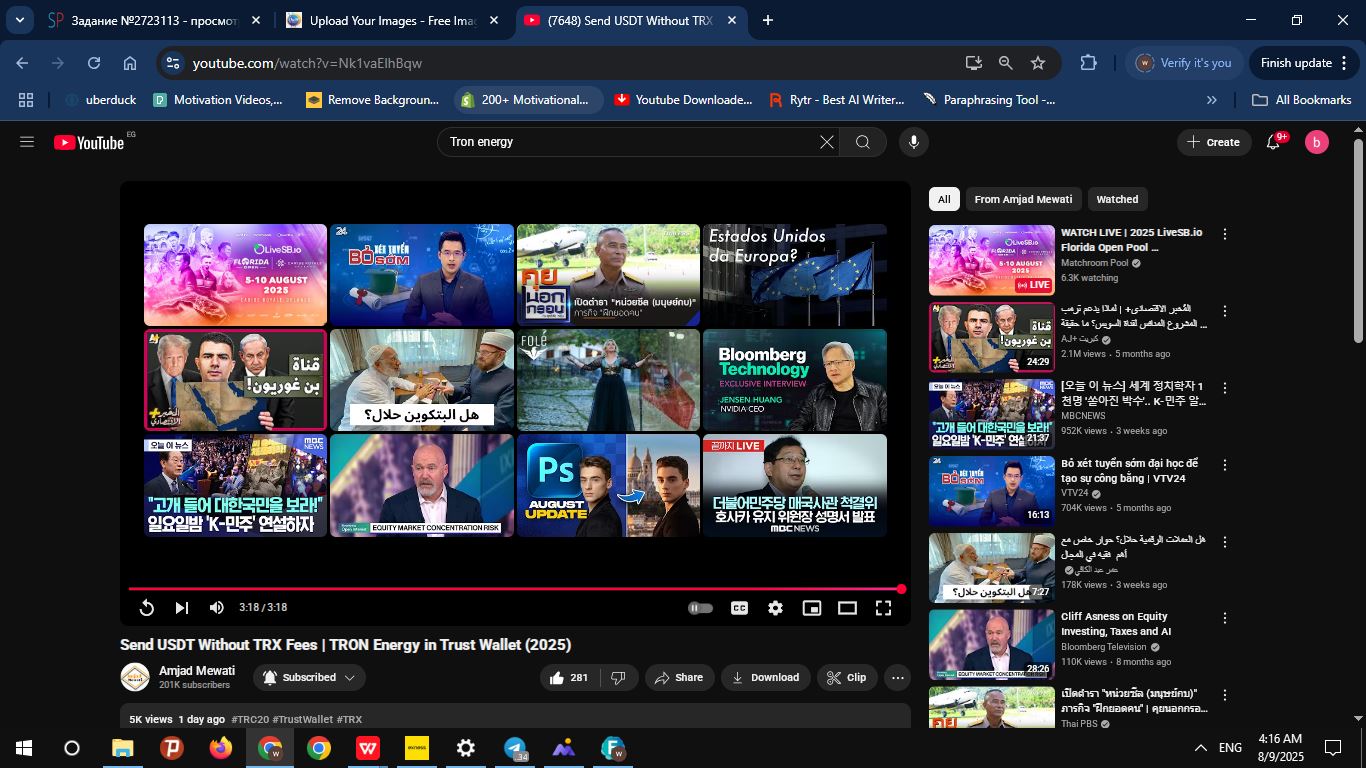 Задание №2723113 - просмотр
Upload Your Images - Free Imag
(7648) Send USDT Without TRX
youtube.com/watch?v=Nk1vaElhBqw
Verify it's you
Finish update
uberduck
Motivation Videos,...
Remove Backgroun...
200+ Motivational...
Youtube Downloade...
Rytr - Best AI Writer...
Paraphrasing Tool -...
All Bookmarks
YouTube EG
Tron energy
Create
9+
b
All
From Amjad Mewati
Watched
LiveSB.io
FLORIDA
OPEN
5-10 AUGUST
2025
24
XÉT TUYỂN
BỎ SỚM
คุย
นอก
กรอบ
เปิดตำรา "หน่วยซีล (มนุษย์กบ)"
ภารกิจ "ฝึกยอดคน"
Estados Unidos
da Europa?
قناة
بن غوريون!
الخبر+
الاقتصادي
هل البتكوين حلال؟
FOLÉ
Bloomberg
Technology
EXCLUSIVE INTERVIEW
JENSEN HUANG
NVIDIA CEO
오늘 이 뉴스
MBC
NEWS
"고개 들어 대한국민을 보라!"
일요일밤 'K-민주' 연설하자
EQUITY MARKET CONCENTRATION RISK
Ps
AUGUST
UPDATE
끝까지 LIVE
더불어민주당 매국사관 척결위
호사카 유지 위원장 성명서 발표
MBC NEWS
3:18 / 3:18
CC
Send USDT Without TRX Fees | TRON Energy in Trust Wallet (2025)
Amjad Mewati
201K subscribers
Subscribed
281
Share
Download
Clip
5K views 1 day ago #TRC20 #TrustWallet #TRX
WATCH LIVE | 2025 LiveSB.io
Florida Open Pool ...
Matchroom Pool
6.3K watching
LIVE
المُخبر الاقتصادي+ | لماذا يدعم ترمب
المشروع المنافس لقناة السويس؟ ما حقيقة ...
AJ+ كبريت
2.1M views • 5 months ago
24:29
[오늘 이 뉴스] 세계 정치학자 1
천명 '쏟아진 박수'.. K-민주 알...
MBCNEWS
952K views • 3 weeks ago
21:37
Bỏ xét tuyển sớm đại học để
tạo sự công bằng | VTV24
VTV24
704K views • 5 months ago
16:13
هل العملات الرقمية حلال؟ حوار خاص مع
أهم فقيه في المجال
178K views • 3 weeks ago
7:27
Cliff Asness on Equity
Investing, Taxes and AI
Bloomberg Television
110K views • 8 months ago
28:26
เปิดตำรา "หน่วยซีล (มนุษย์กบ)"
ภารกิจ "ฝึกยอดคน" | คุยนอกกรอ...
Thai PBS
34
ENG
4:16 AM
8/9/2025